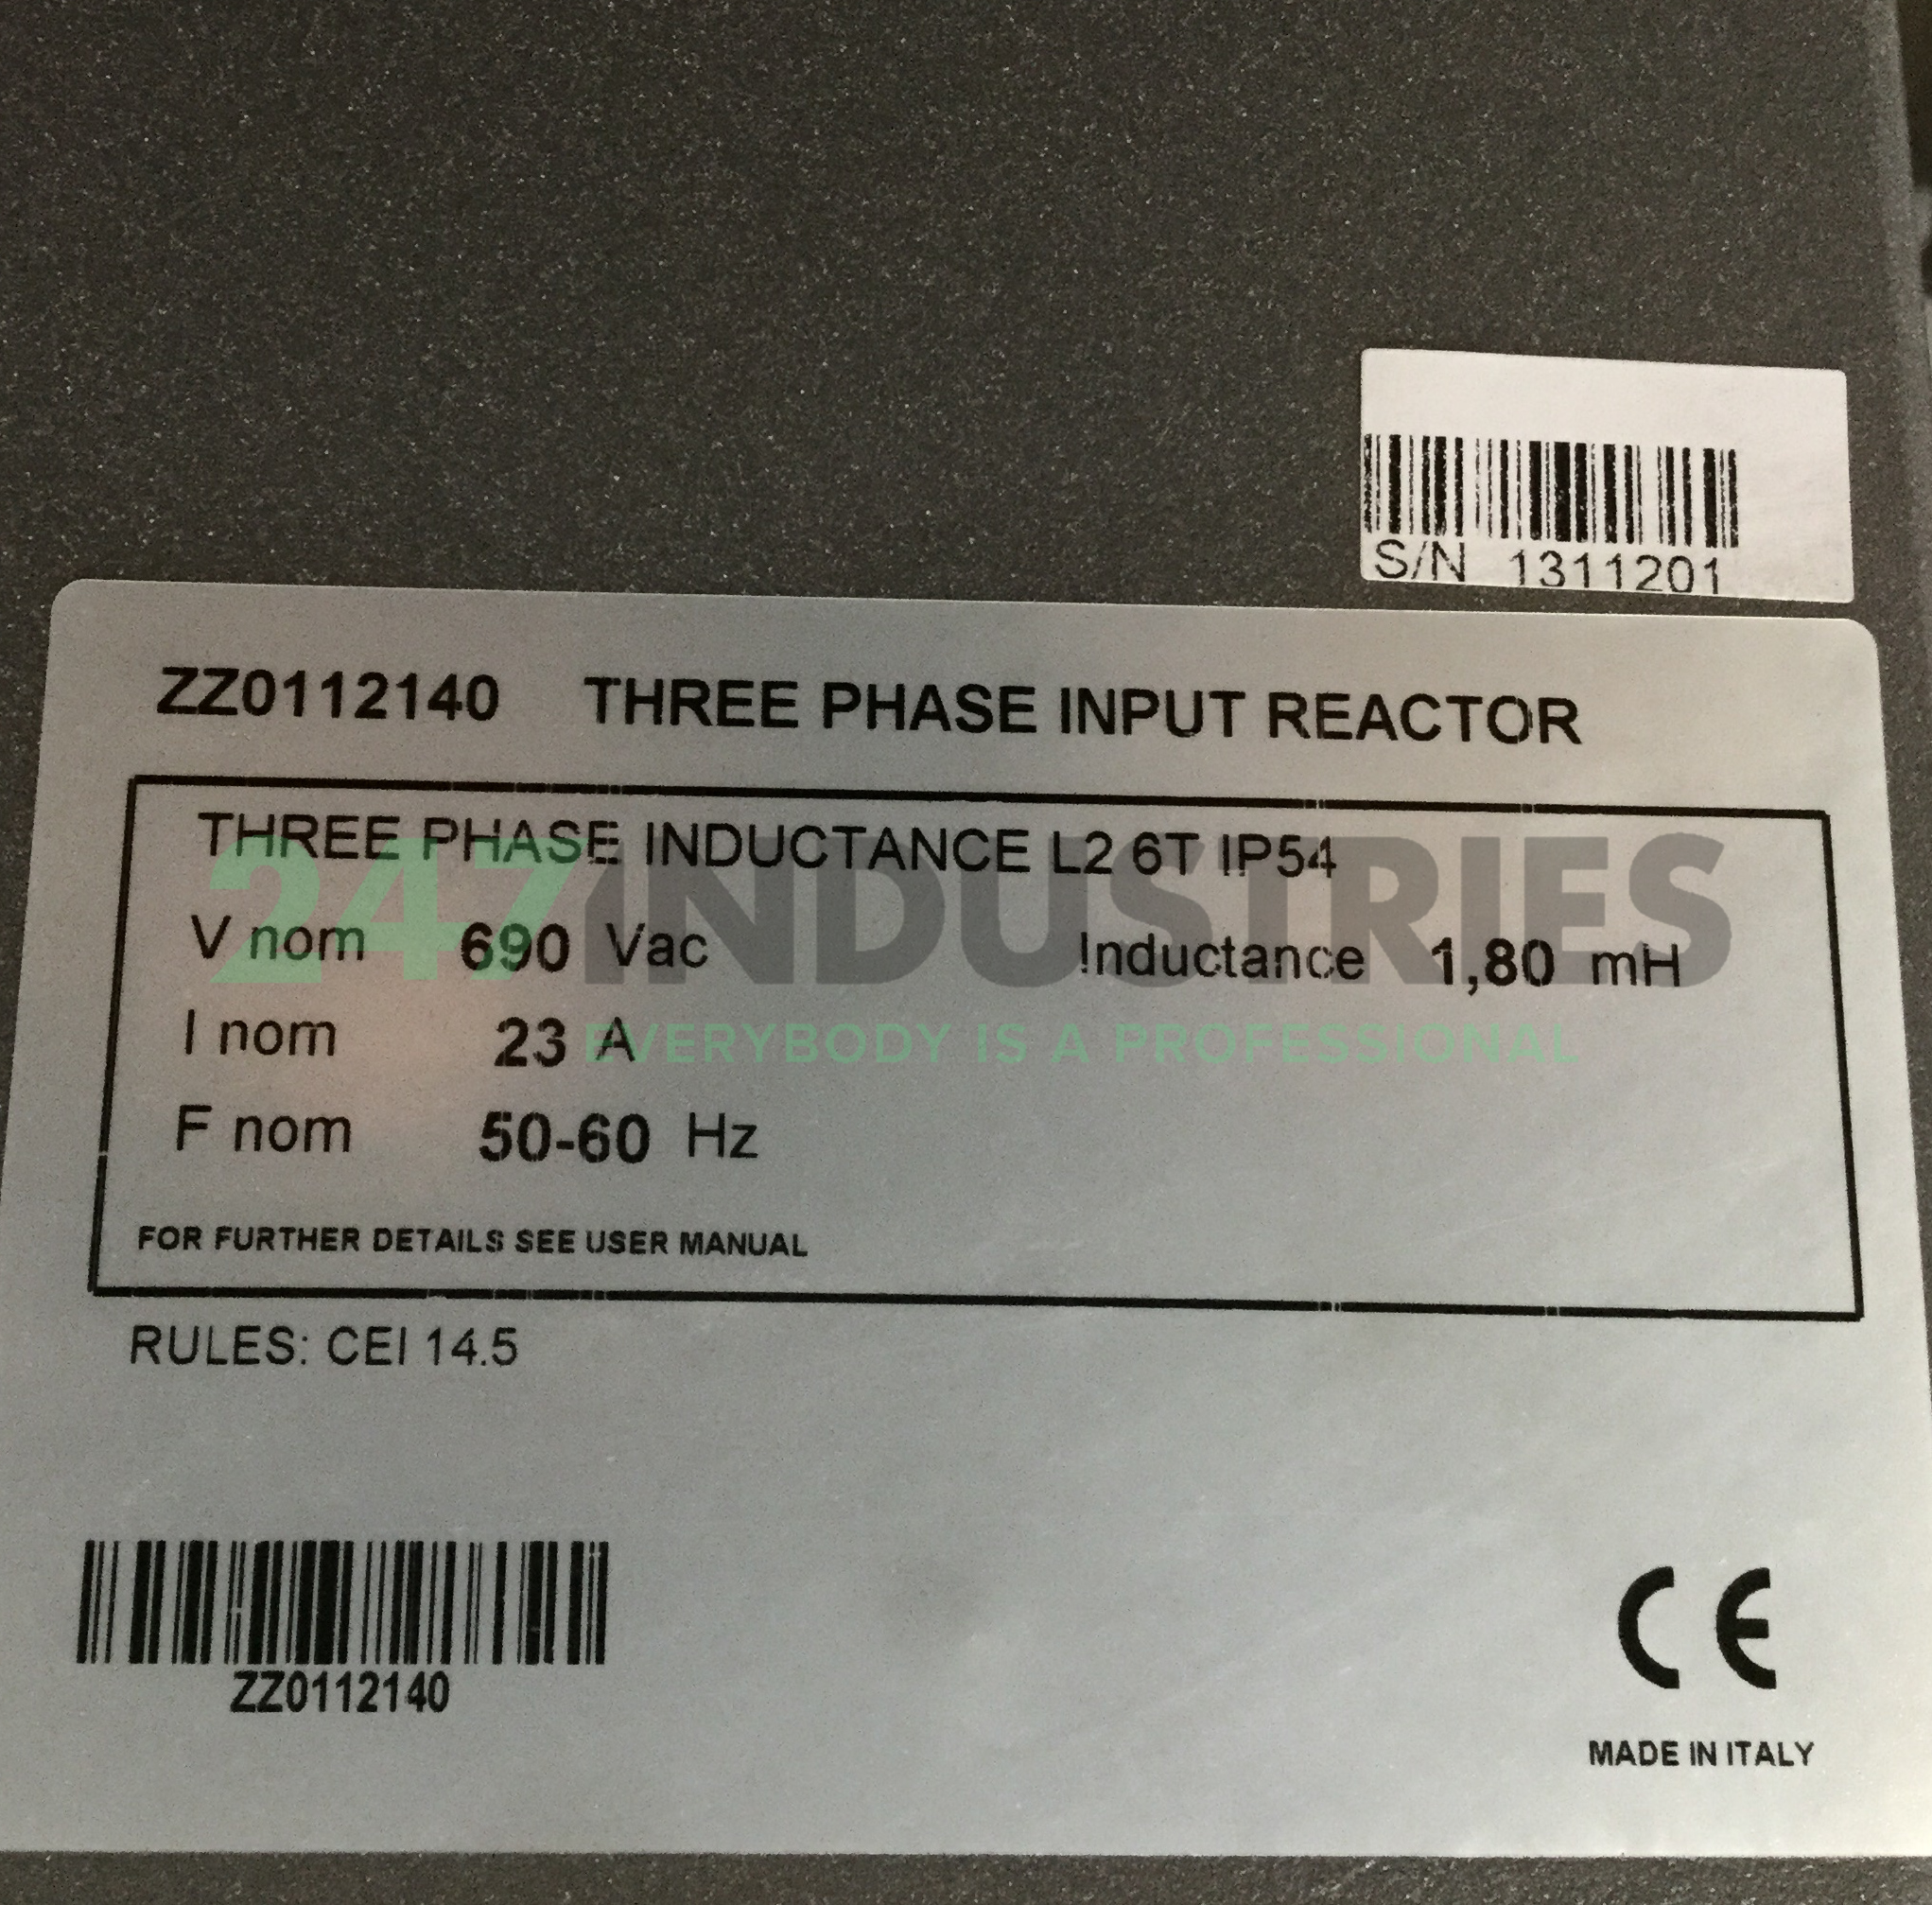 S/N 1311201
ZZ0112140 THREE PHASE INPUT REACTOR
THREE PHASE INDUCTANCE L2 6T IP54
247INDUSTRIES
V nom 690 Vac Inductance 1,80 mH
I nom 23 A
EVERYBODY IS A PROFESSIONAL
F nom 50-60 Hz
FOR FURTHER DETAILS SEE USER MANUAL
RULES: CEI 14.5
ZZ0112140
CE
MADE IN ITALY